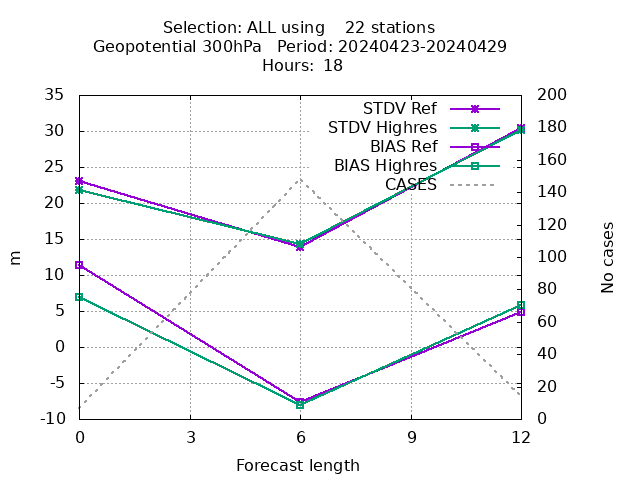 Selection: ALL using    22 stations
Geopotential 300hPa   Period: 20240423-20240429
Hours: 18
35
30
25
20
15
10
5
0
-5
-10
200
180
160
140
120
100
80
60
40
20
0
STDV Ref
STDV Highres
BIAS Ref
BIAS Highres
CASES
m
No cases
0 3 6 9 12
Forecast length